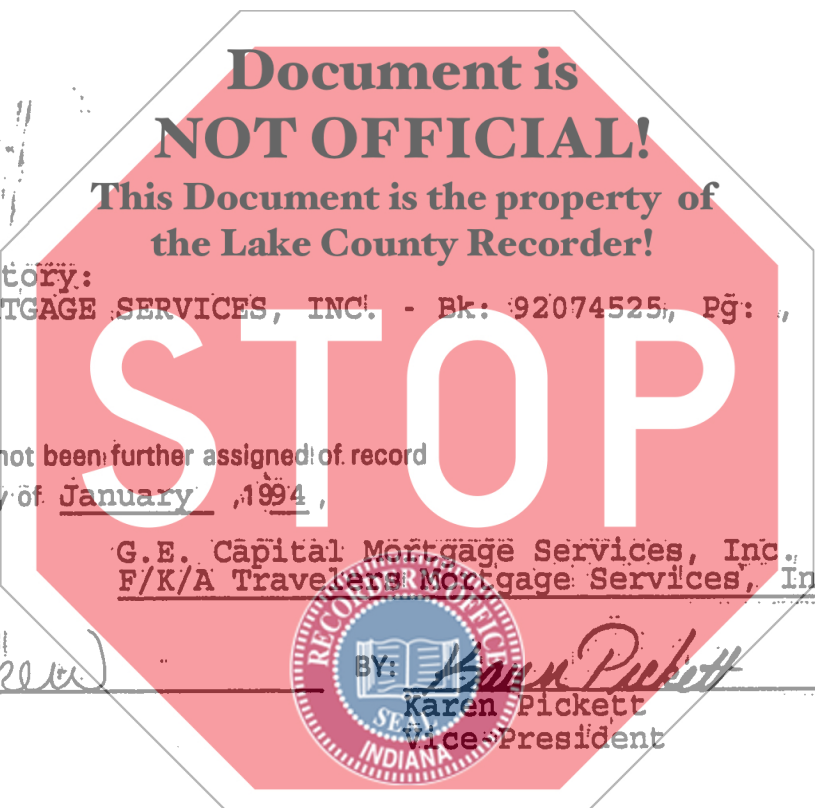 Document is
NOT OFFICIAL!
This Document is the property of
the Lake County Recorder!
tory:
TGAGE SERVICES, INC. - Bk: 92074525, Pg: ,
STOP
not been further assigned of record
y of January ,1994 ,
G.E. Capital Mortgage Services, Inc.
F/K/A Travelers Mortgage Services, In
RECORDER'S OFFICE
BY: Karen Pickett
SEAL
Karen Pickett
Vice-President
INDIANA